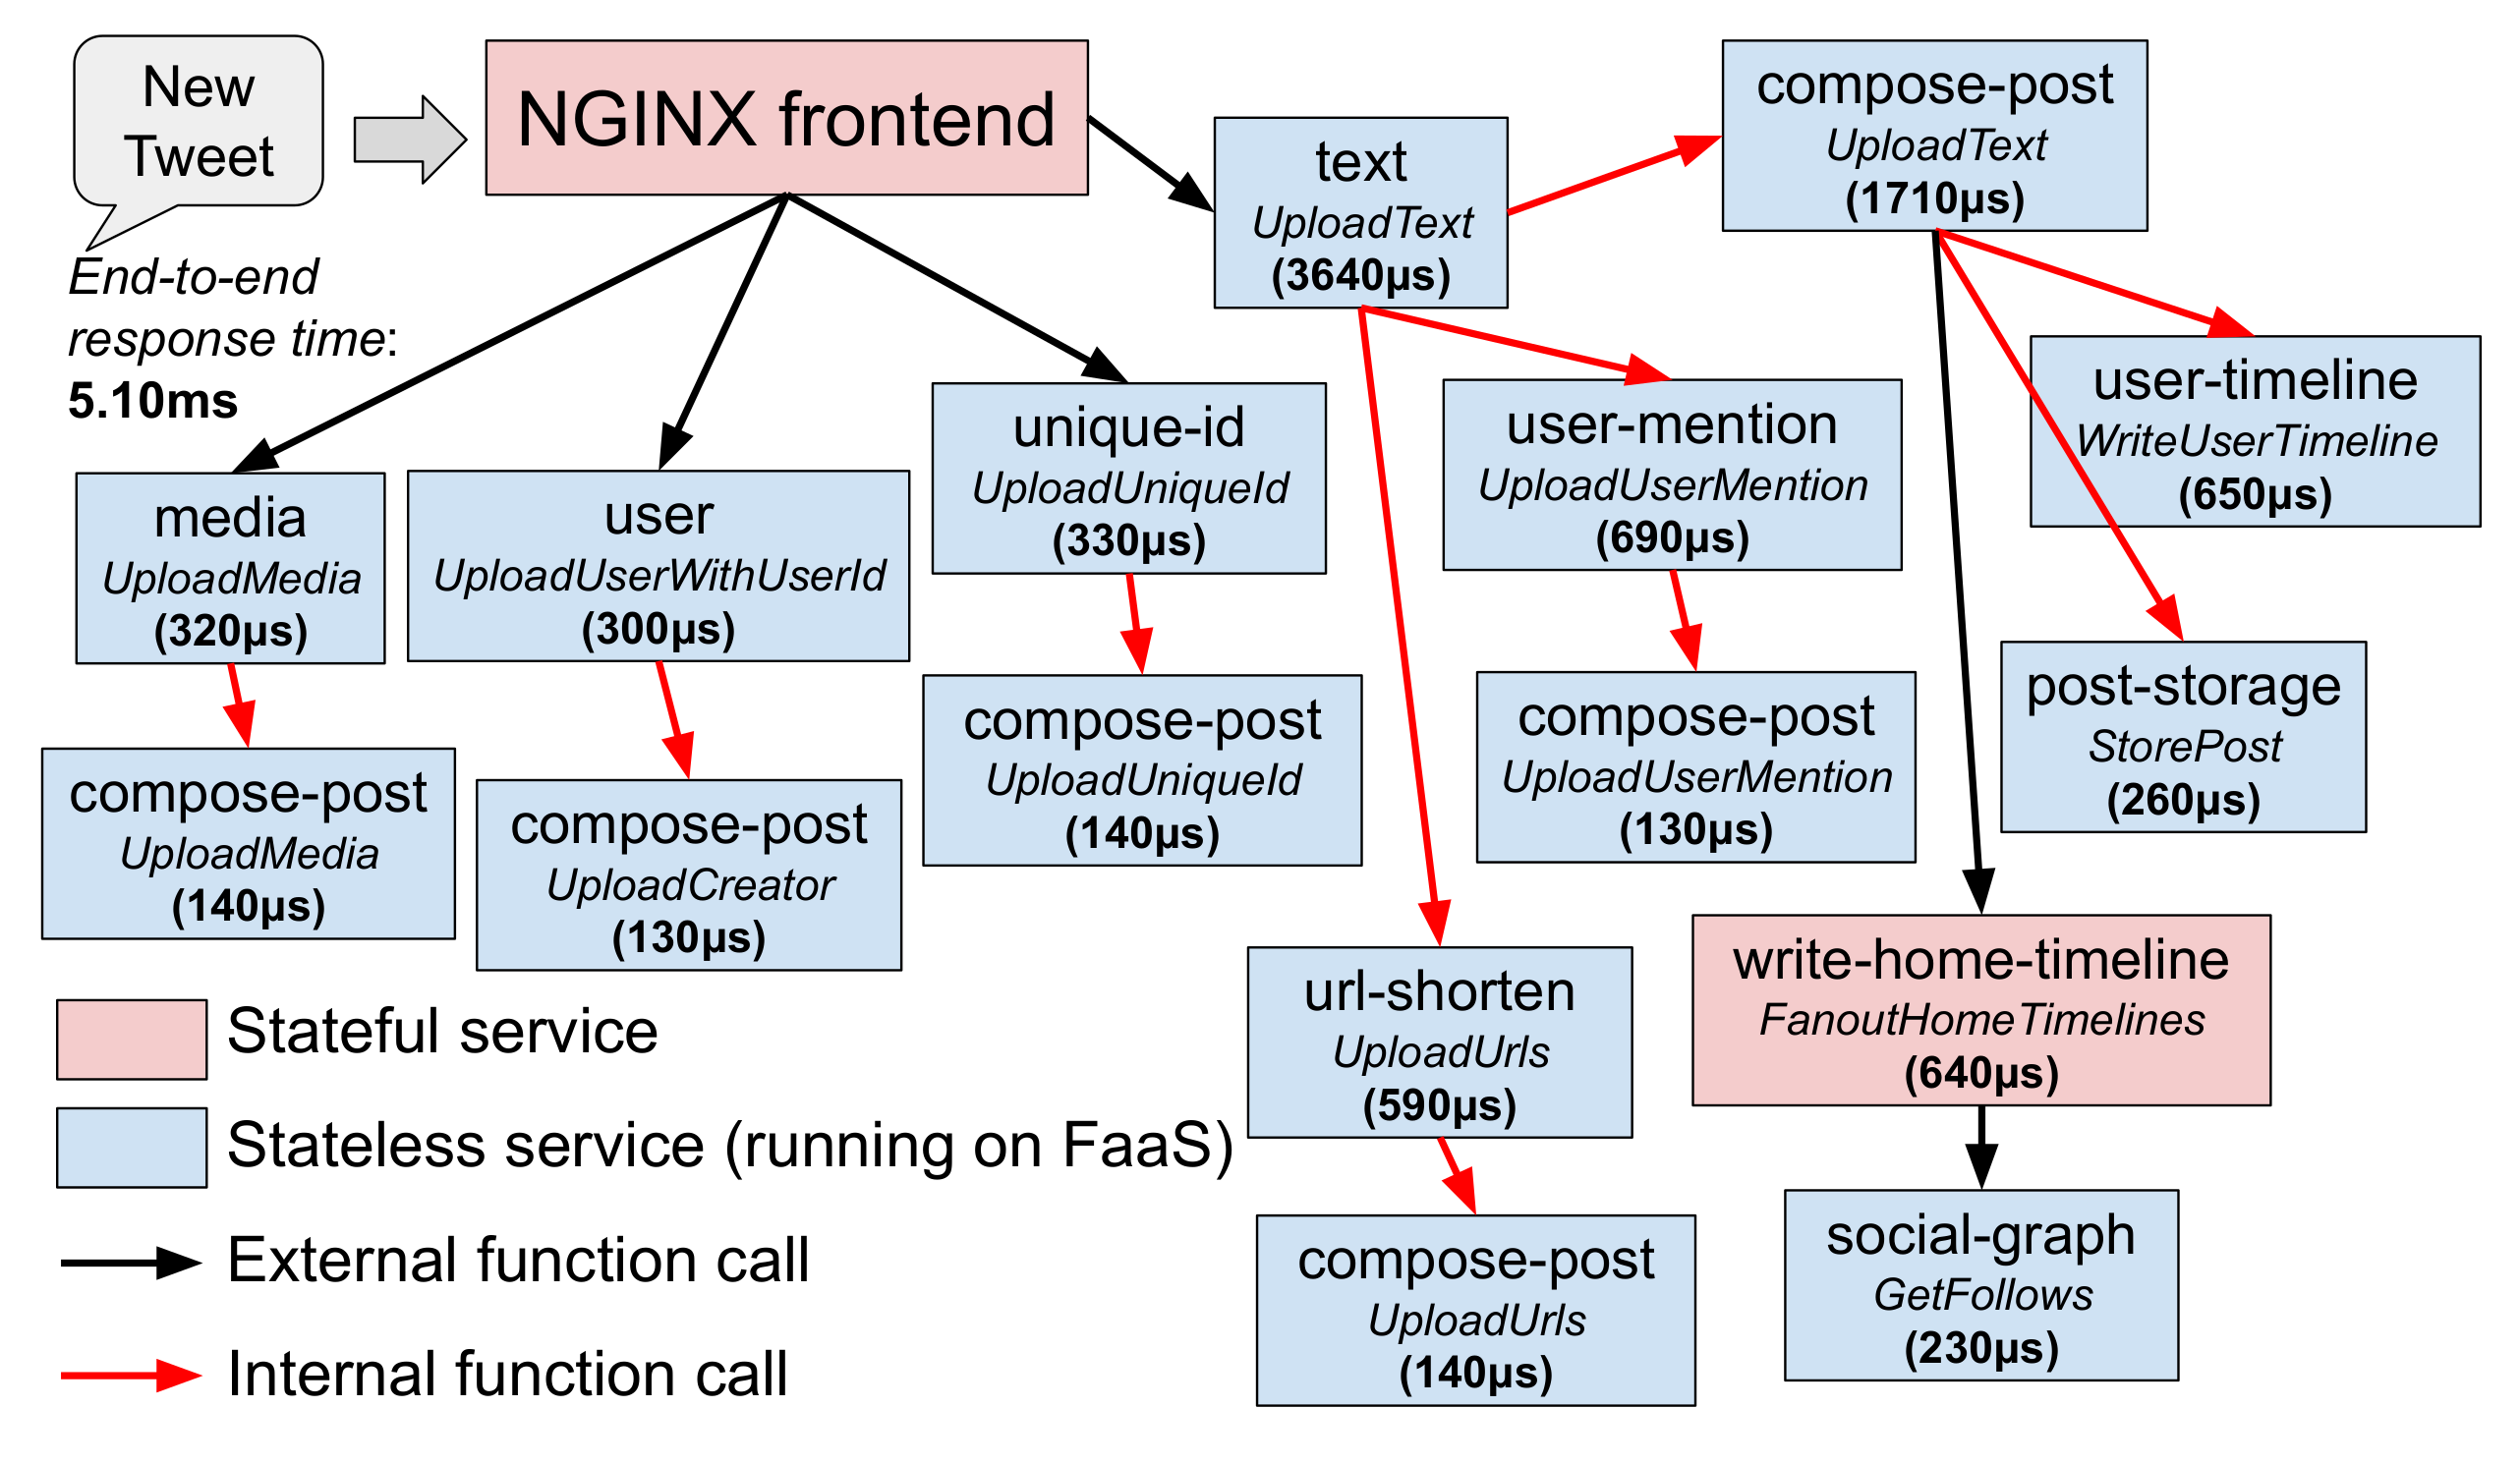 New
Tweet
End-to-end
response time:
5.10ms
NGINX frontend
text
UploadText
(3640µs)
compose-post
UploadText
(1710µs)
media
UploadMedia
(320µs)
user
UploadUserWithUserId
(300µs)
unique-id
UploadUniqueId
(330µs)
user-mention
UploadUserMention
(690µs)
user-timeline
WriteUserTimeline
(650µs)
compose-post
UploadMedia
(140µs)
compose-post
UploadCreator
(130µs)
compose-post
UploadUniqueId
(140µs)
compose-post
UploadUserMention
(130µs)
post-storage
StorePost
(260µs)
url-shorten
UploadUrls
(590µs)
write-home-timeline
FanoutHomeTimelines
(640µs)
compose-post
UploadUrls
(140µs)
social-graph
GetFollows
(230µs)
Stateful service
Stateless service (running on FaaS)
External function call
Internal function call